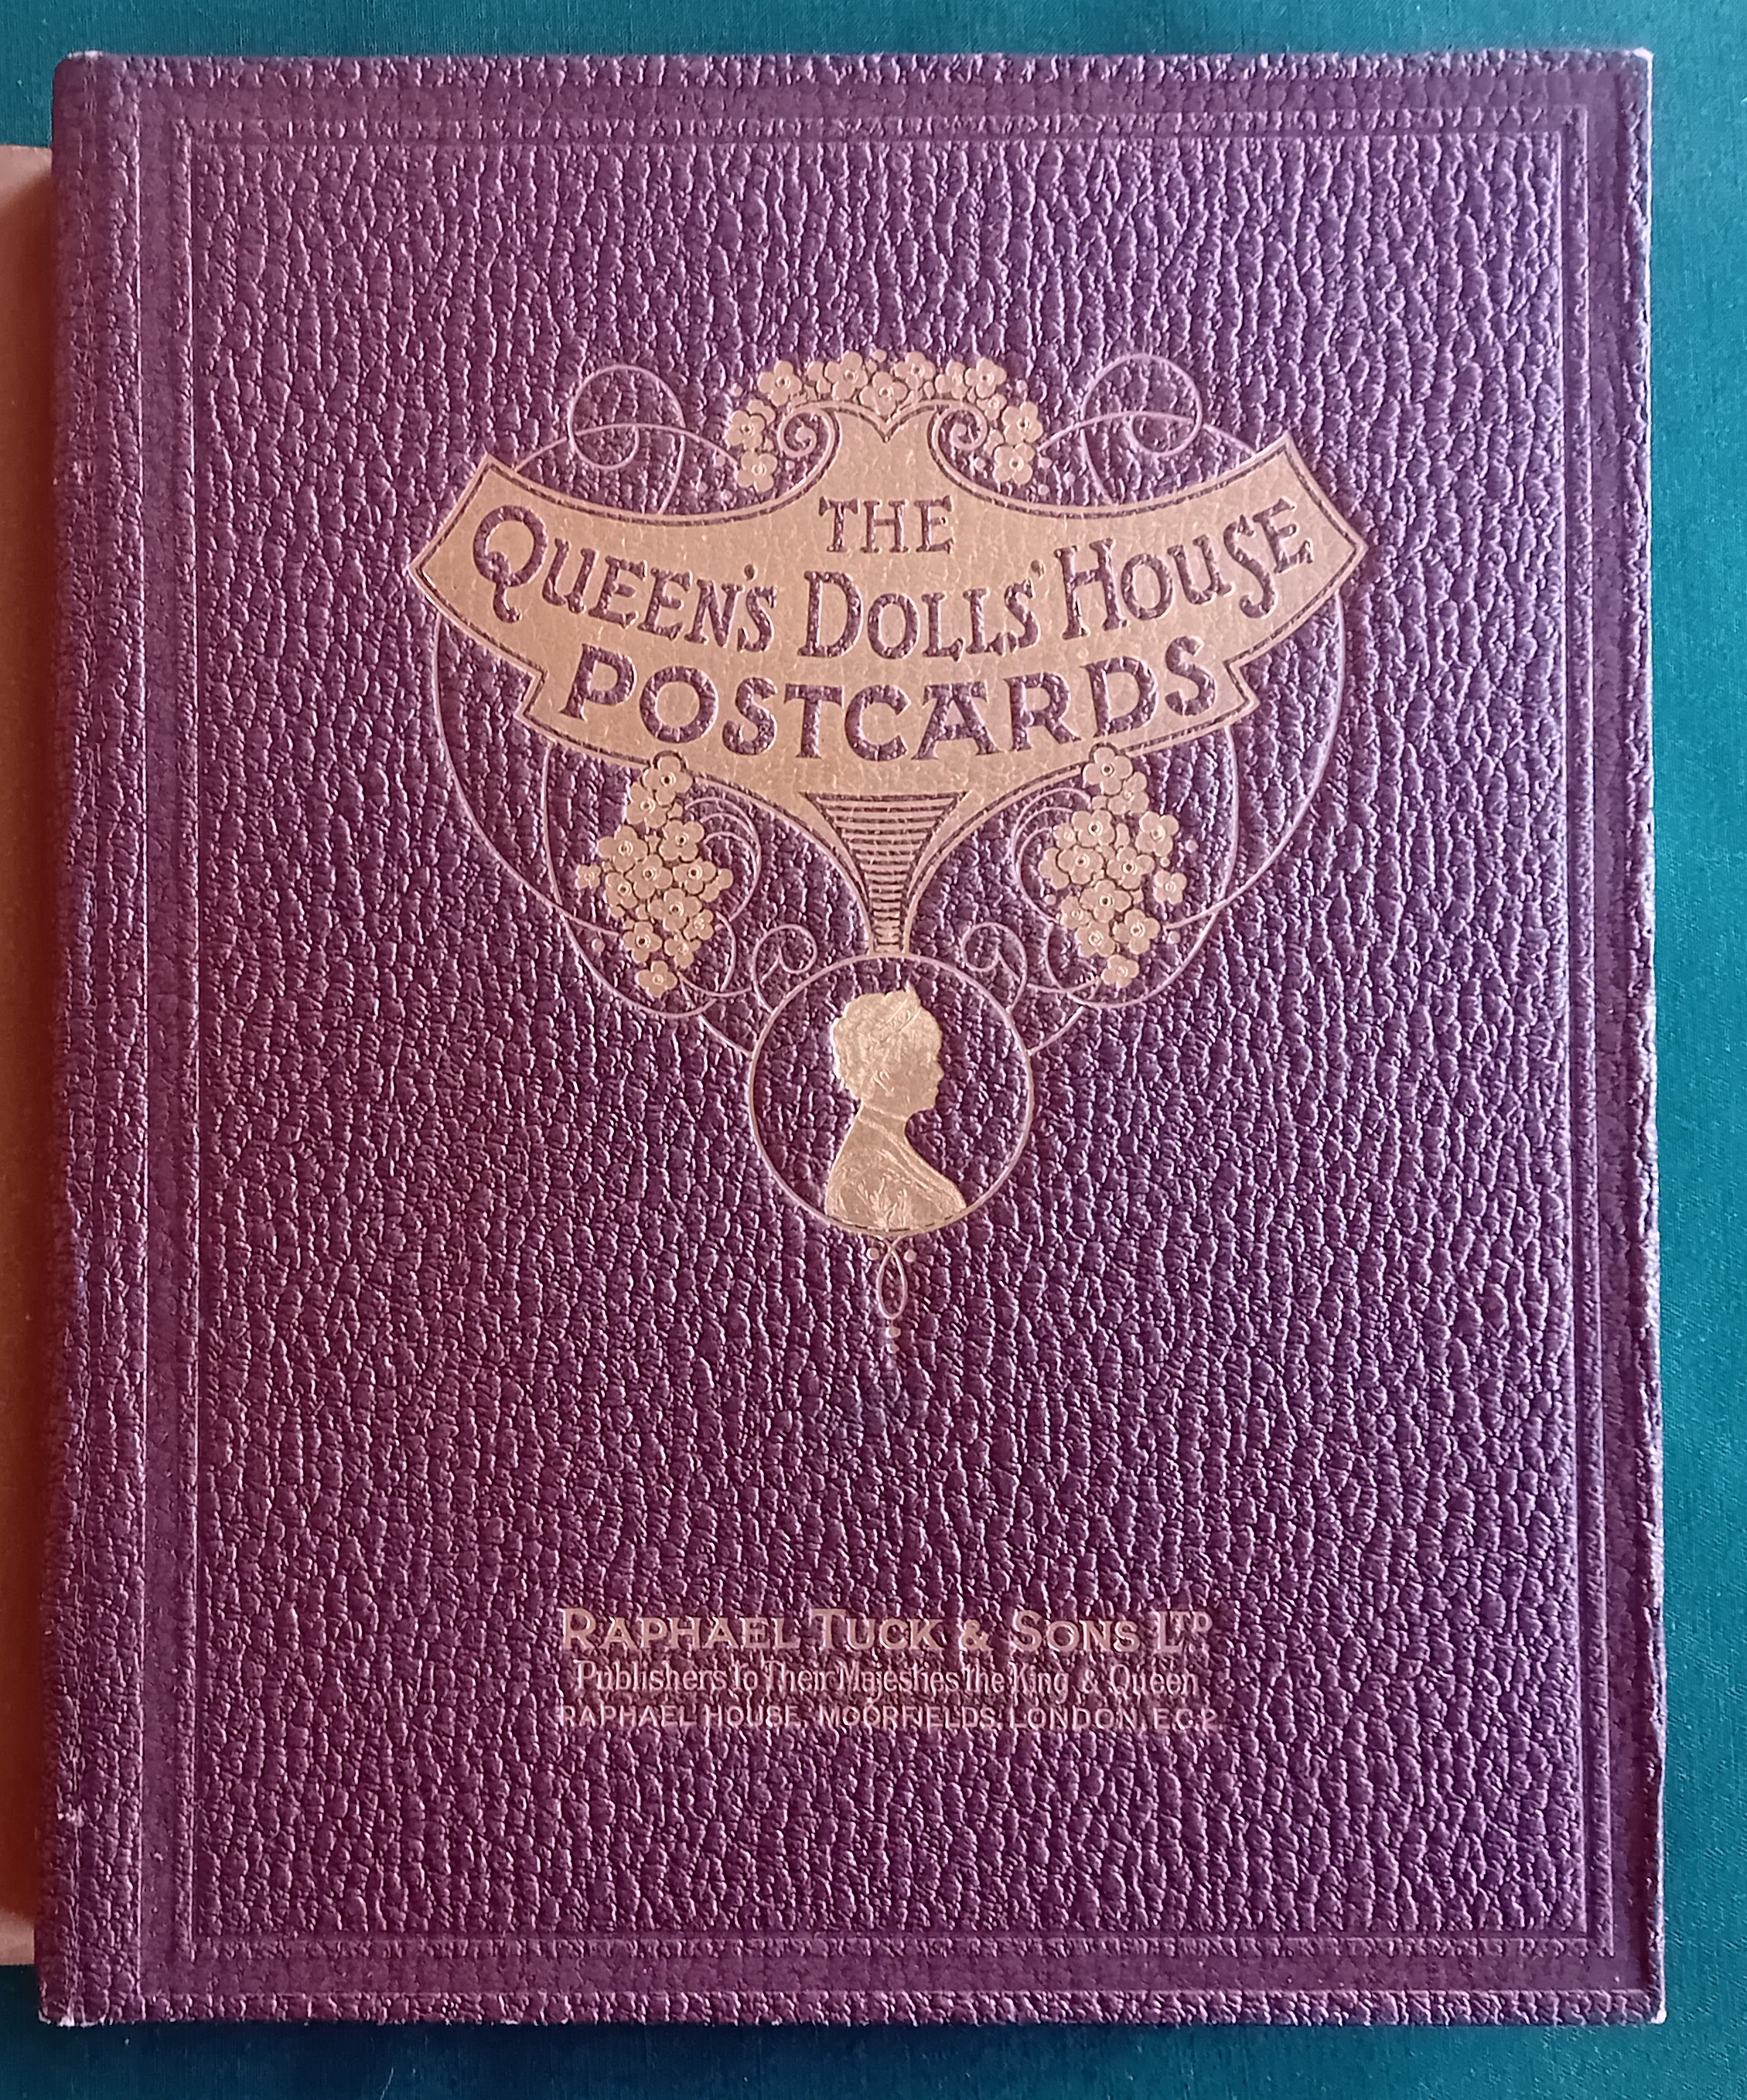 THE
QUEEN'S DOLLS' HOUSE
POSTCARDS
RAPHAEL TUCK & SONS LTD
Publishers to Their Majesties the King & Queen
RAPHAEL HOUSE, MOORFIELDS, LONDON, E.C.2.